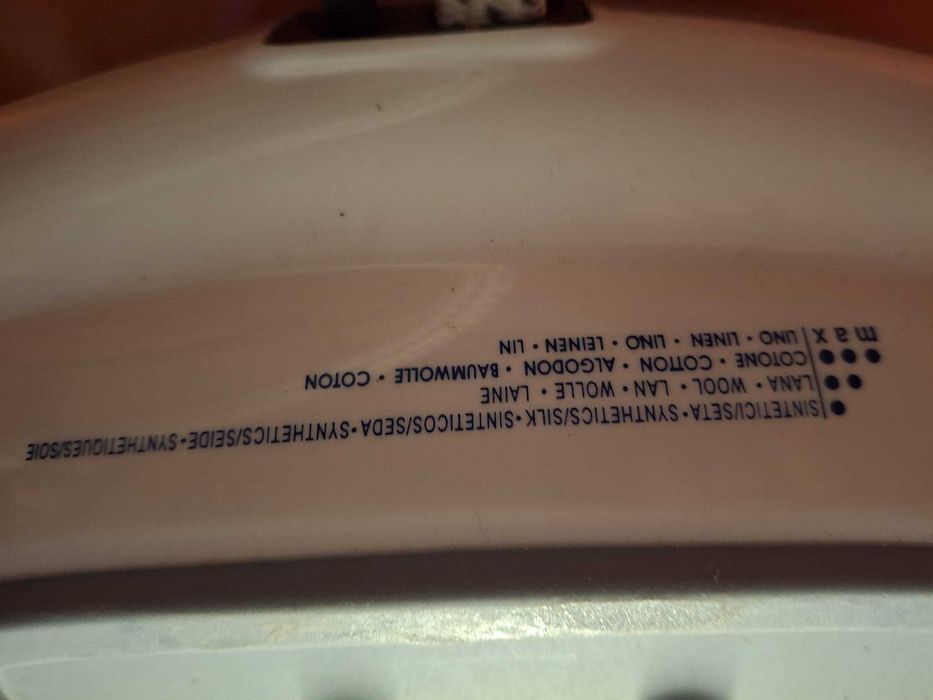 ● SINTETICI/SETA•SYNTHETICS/SILK•SINTETICOS/SEDA•SYNTHETICS/SEIDE•SYNTHETIQUES/SOIE
●● LANA • WOOL • LAN • WOLLE • LAINE
●●● COTONE • COTTON • ALGODON • BAUMWOLLE • COTON
max LINO • LINEN • LINO • LEINEN • LIN